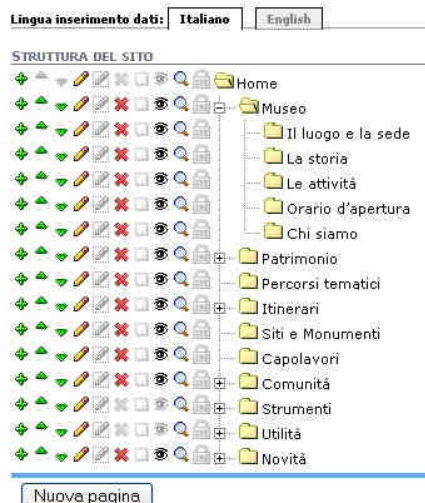 Lingua inserimento dati: Italiano English
STRUTTURA DEL SITO
Home
Museo
Il luogo e la sede
La storia
Le attività
Orario d'apertura
Chi siamo
Patrimonio
Percorsi tematici
Itinerari
Siti e Monumenti
Capolavori
Comunità
Strumenti
Utilità
Novità
Nuova pagina